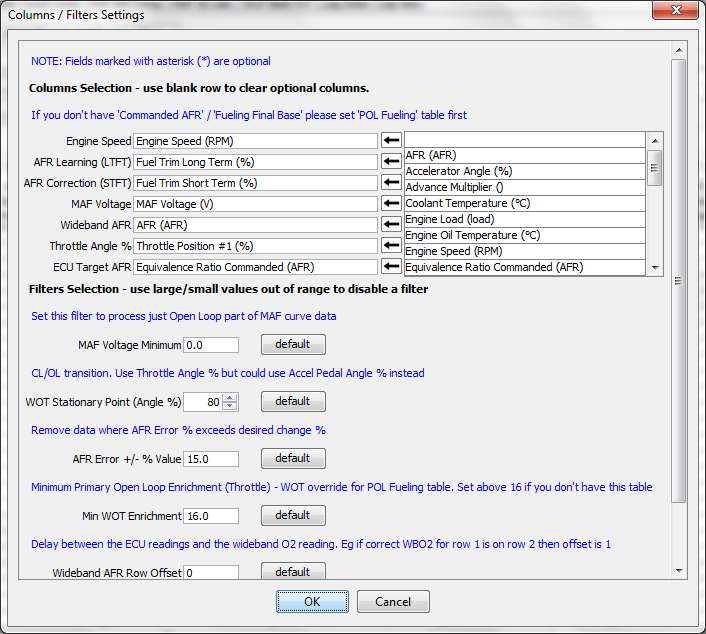 Columns / Filters Settings
NOTE: Fields marked with asterisk (*) are optional
Columns Selection - use blank row to clear optional columns.
If you don't have 'Commanded AFR' / 'Fueling Final Base' please set 'POL Fueling' table first
Engine Speed Engine Speed (RPM)
AFR Learning (LTFT) Fuel Trim Long Term (%)
AFR Correction (STFT) Fuel Trim Short Term (%)
MAF Voltage MAF Voltage (V)
Wideband AFR AFR (AFR)
Throttle Angle % Throttle Position #1 (%)
ECU Target AFR Equivalence Ratio Commanded (AFR)
AFR (AFR)
Accelerator Angle (%)
Advance Multiplier ()
Coolant Temperature (°C)
Engine Load (load)
Engine Oil Temperature (°C)
Engine Speed (RPM)
Equivalence Ratio Commanded (AFR)
Filters Selection - use large/small values out of range to disable a filter
Set this filter to process just Open Loop part of MAF curve data
MAF Voltage Minimum 0.0 default
CL/OL transition. Use Throttle Angle % but could use Accel Pedal Angle % instead
WOT Stationary Point (Angle %) 80 default
Remove data where AFR Error % exceeds desired change %
AFR Error +/- % Value 15.0 default
Minimum Primary Open Loop Enrichment (Throttle) - WOT override for POL Fueling table. Set above 16 if you don't have this table
Min WOT Enrichment 16.0 default
Delay between the ECU readings and the wideband O2 reading. Eg if correct WBO2 for row 1 is on row 2 then offset is 1
Wideband AFR Row Offset 0 default
OK Cancel